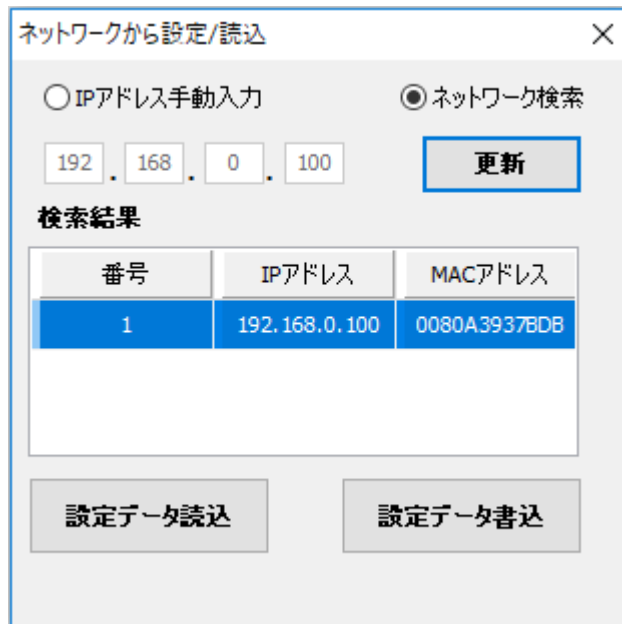 ネットワークから設定/読込
IPアドレス手動入力 ネットワーク検索
192 . 168 . 0 . 100 更新
検索結果
番号 IPアドレス MACアドレス
1 192.168.0.100 0080A3937BDB
設定データ読込 設定データ書込